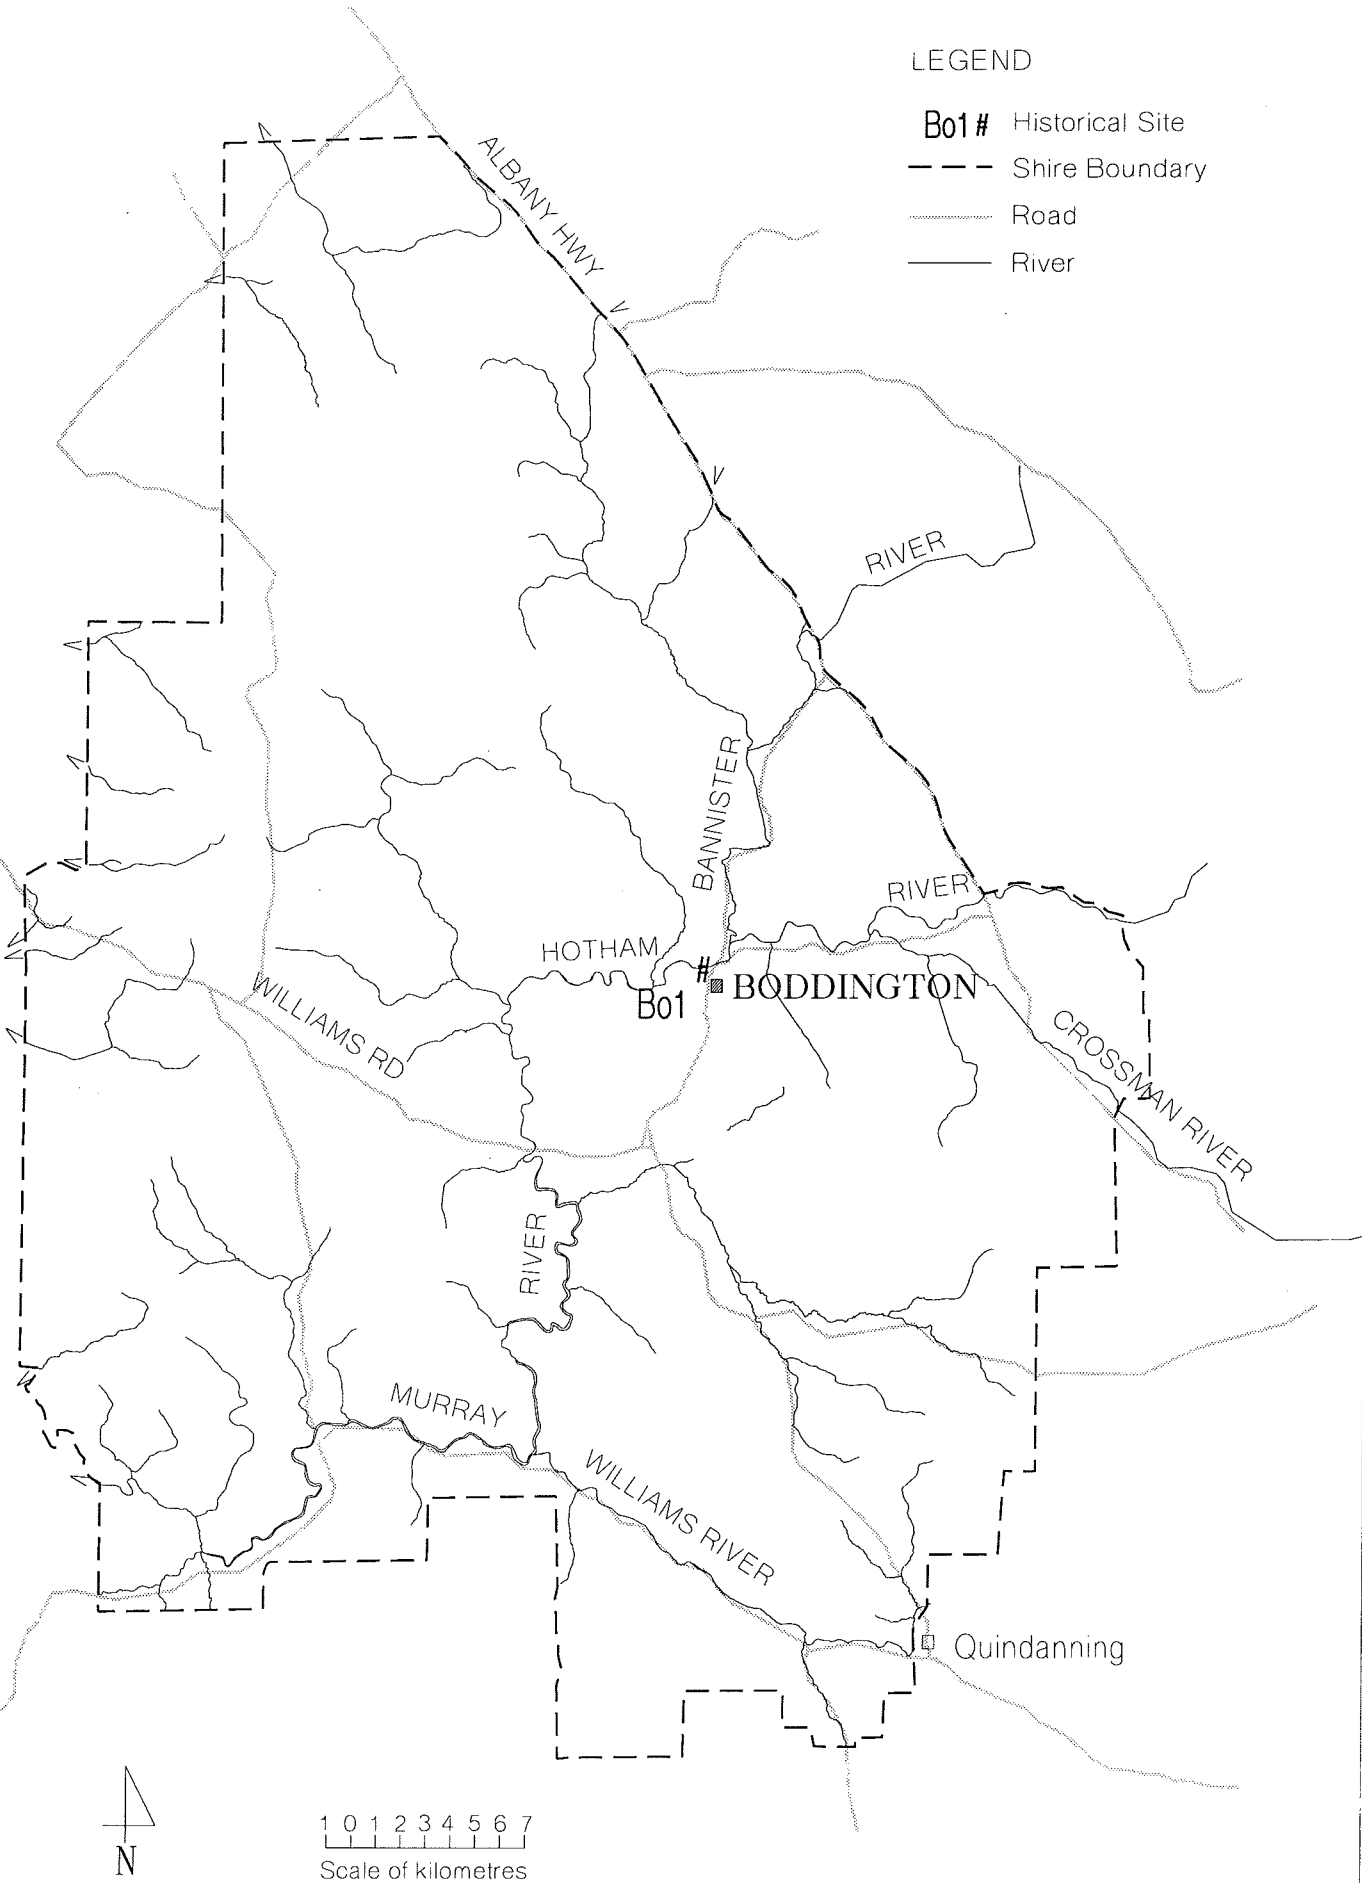 LEGEND
Bo1 # Historical Site
Shire Boundary
Road
River
ALBANY HWY
RIVER
BANNISTER
RIVER
HOTHAM
#
Bo1
BODDINGTON
WILLIAMS RD
CROSSMAN RIVER
RIVER
MURRAY
WILLIAMS RIVER
Quindanning
N
1 0 1 2 3 4 5 6 7
Scale of kilometres